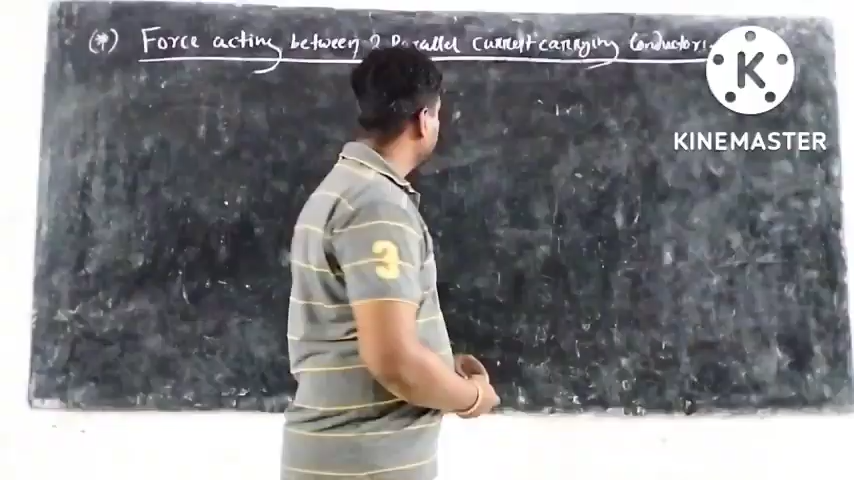 (*) Force acting between 2 Parallel current carrying Conductors
K
KINEMASTER
3